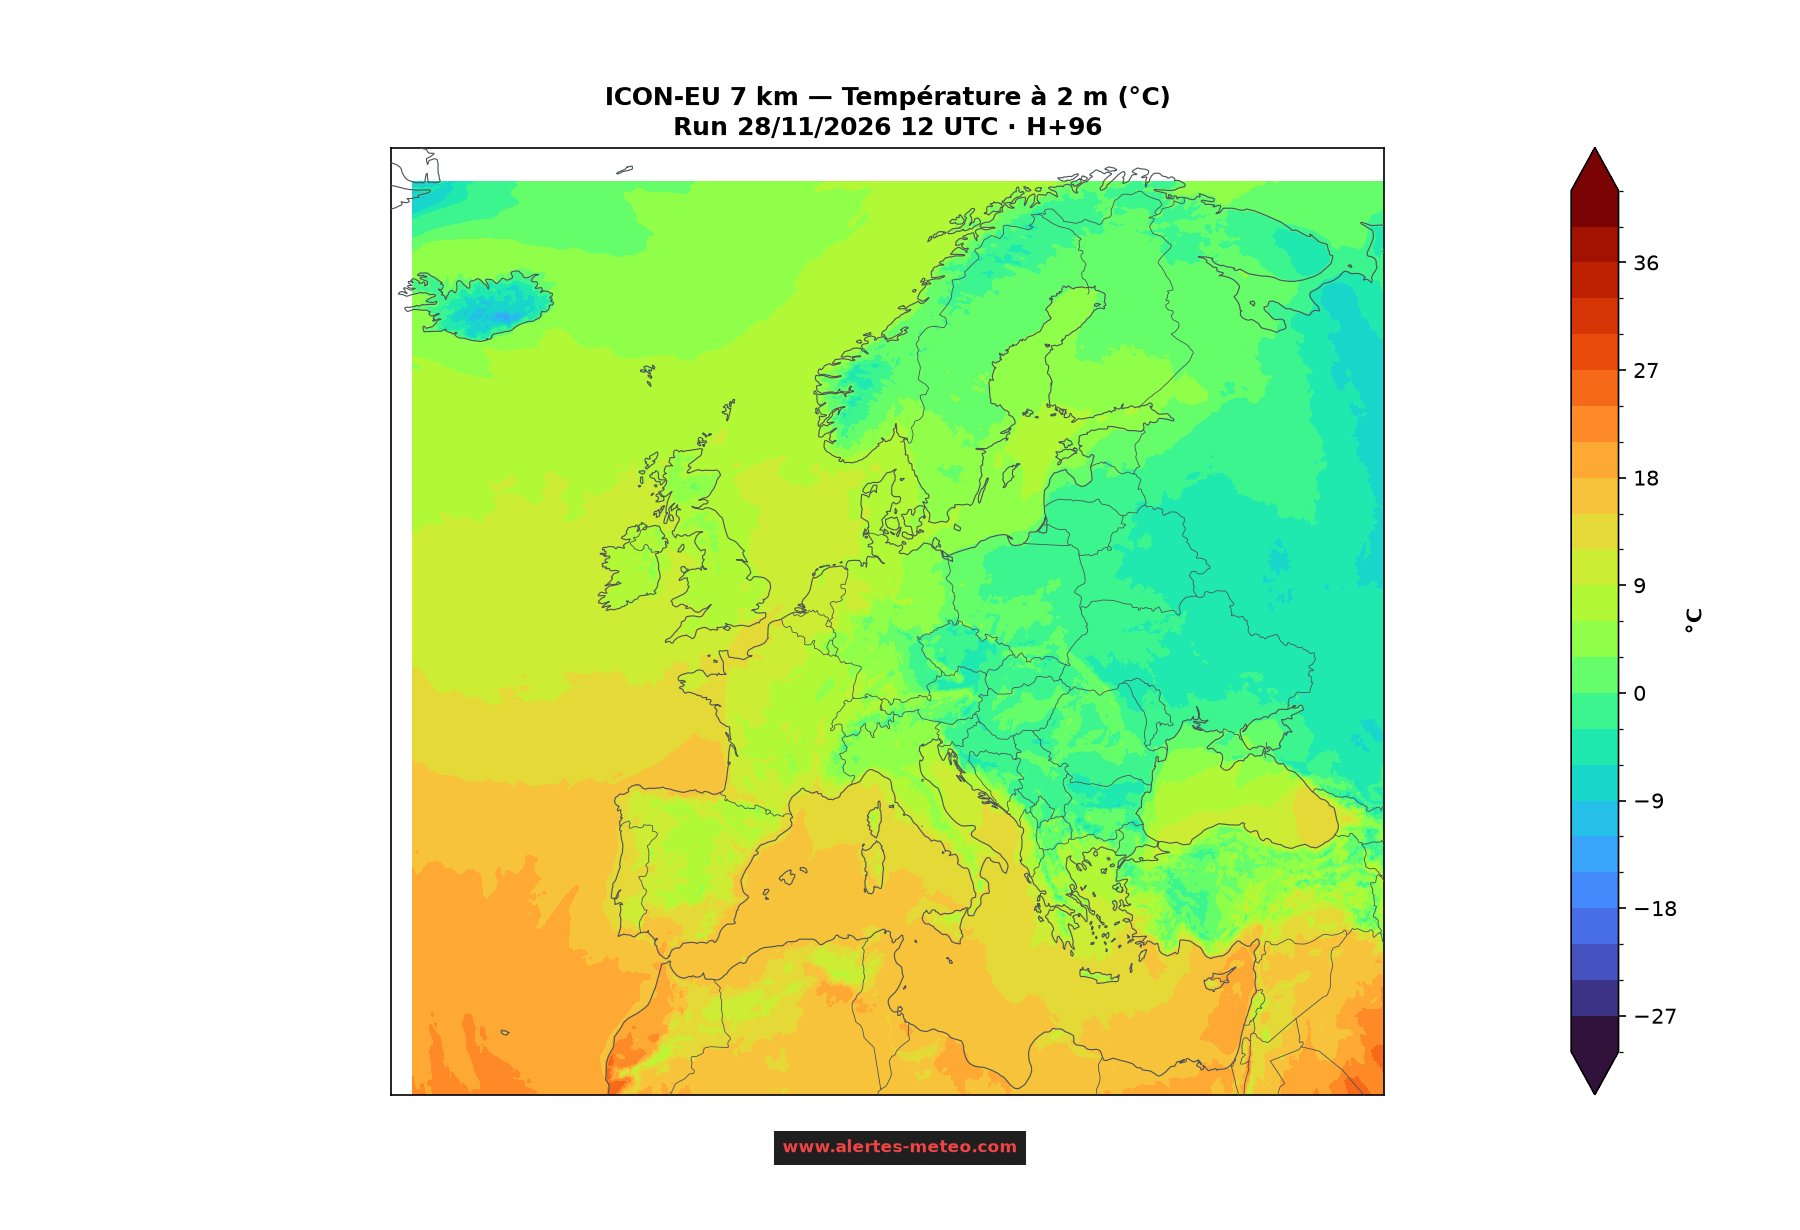 ICON-EU 7 km — Température à 2 m (°C)
Run 28/11/2026 12 UTC · H+96
36
27
18
9
0
−9
−18
−27
°C
www.alertes-meteo.com